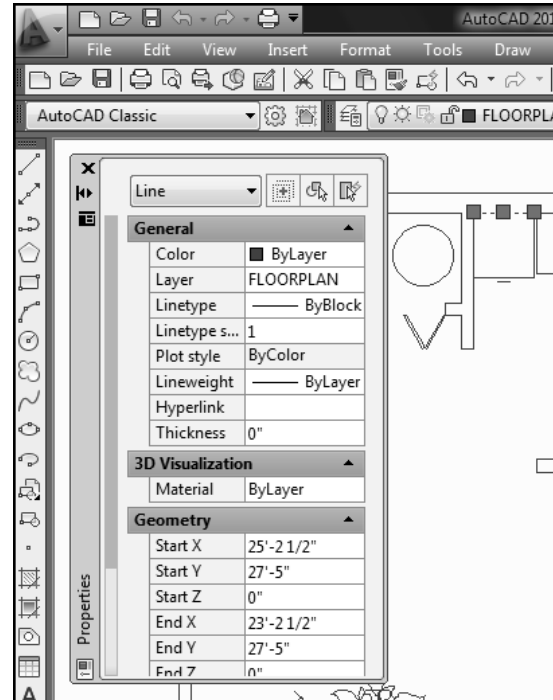 AutoCAD 201
File Edit View Insert Format Tools Draw
AutoCAD Classic FLOORPLA
Line
General
Color ByLayer
Layer FLOORPLAN
Linetype ByBlock
Linetype s... 1
Plot style ByColor
Lineweight ByLayer
Hyperlink
Thickness 0"
3D Visualization
Material ByLayer
Geometry
Start X 25'-2 1/2"
Start Y 27'-5"
Start Z 0"
End X 23'-2 1/2"
End Y 27'-5"
End Z 0"
Properties
A